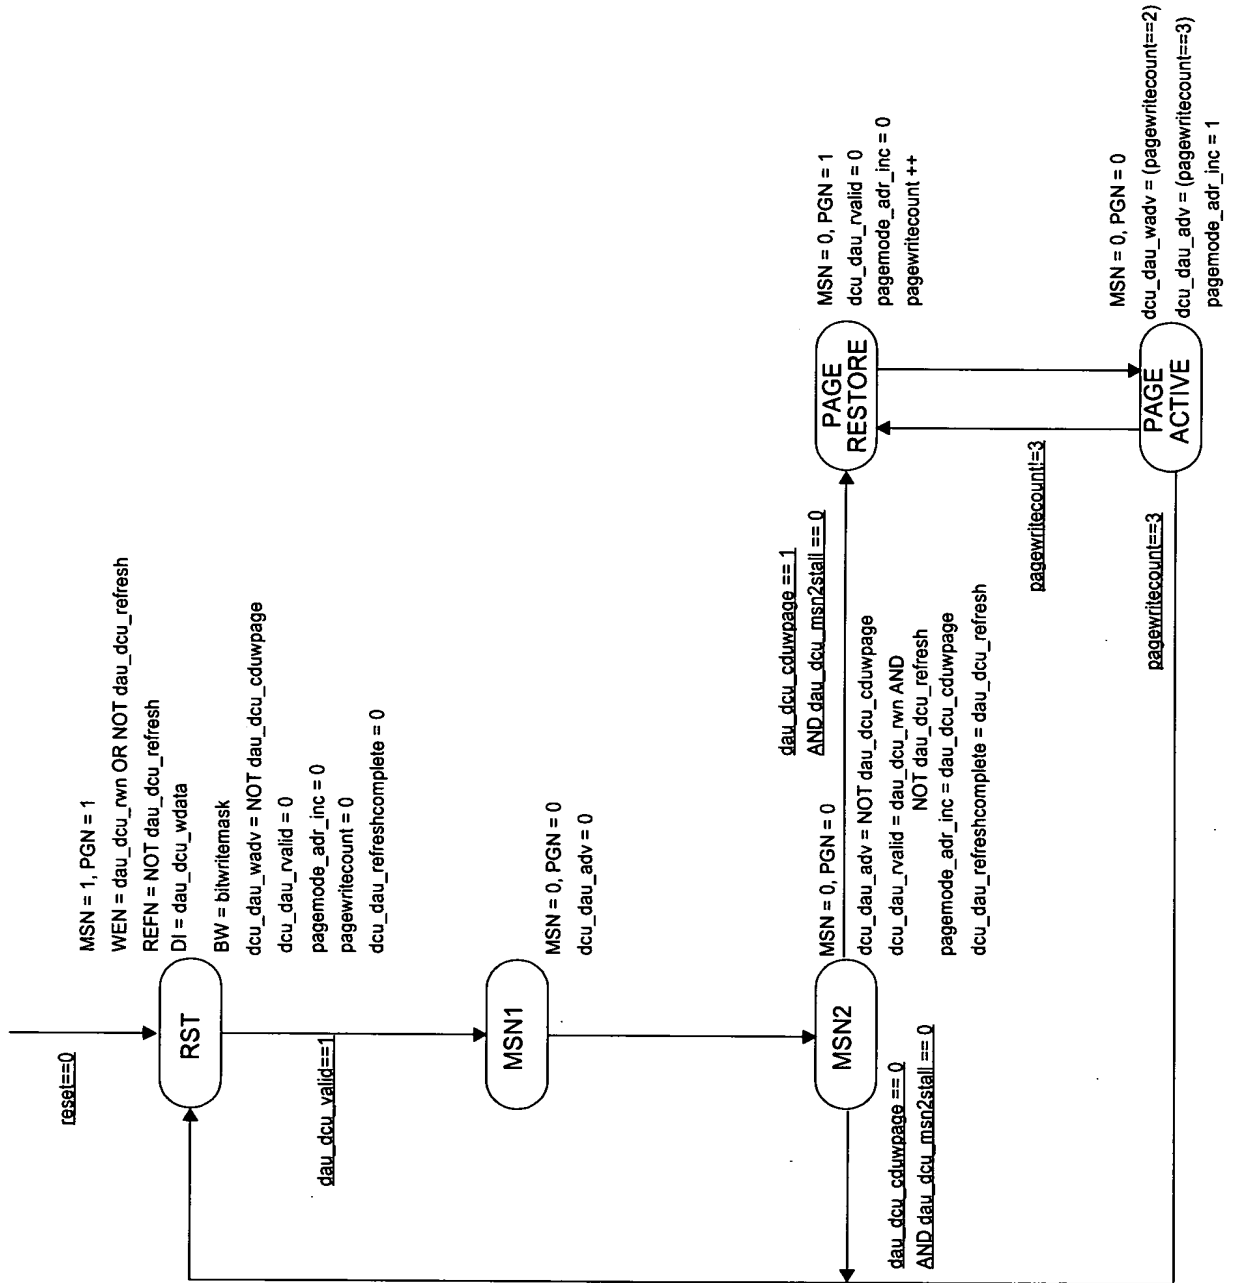 reset==0
RST
MSN = 1, PGN = 1
WEN = dau_dcu_rwn OR NOT dau_dcu_refresh
REFN = NOT dau_dcu_refresh
DI = dau_dcu_wdata
BW = bitwritemask
dcu_dau_wadv = NOT dau_dcu_cduwpage
dcu_dau_rvalid = 0
pagemode_adr_inc = 0
pagewritecount = 0
dcu_dau_refreshcomplete = 0
dau_dcu_valid==1
MSN1
MSN = 0, PGN = 0
dcu_dau_adv = 0
MSN2
MSN = 0, PGN = 0
dcu_dau_adv = NOT dau_dcu_cduwpage
dcu_dau_rvalid = dau_dcu_rwn AND
NOT dau_dcu_refresh
pagemode_adr_inc = dau_dcu_cduwpage
dcu_dau_refreshcomplete = dau_dcu_refresh
dau_dcu_cduwpage == 0
AND dau_dcu_msn2stall == 0
dau_dcu_cduwpage == 1
AND dau_dcu_msn2stall == 0
PAGE
RESTORE
MSN = 0, PGN = 1
dcu_dau_rvalid = 0
pagemode_adr_inc = 0
pagewritecount ++
pagewritecount!=3
pagewritecount==3
PAGE
ACTIVE
MSN = 0, PGN = 0
dcu_dau_wadv = (pagewritecount==2)
dcu_dau_adv = (pagewritecount==3)
pagemode_adr_inc = 1